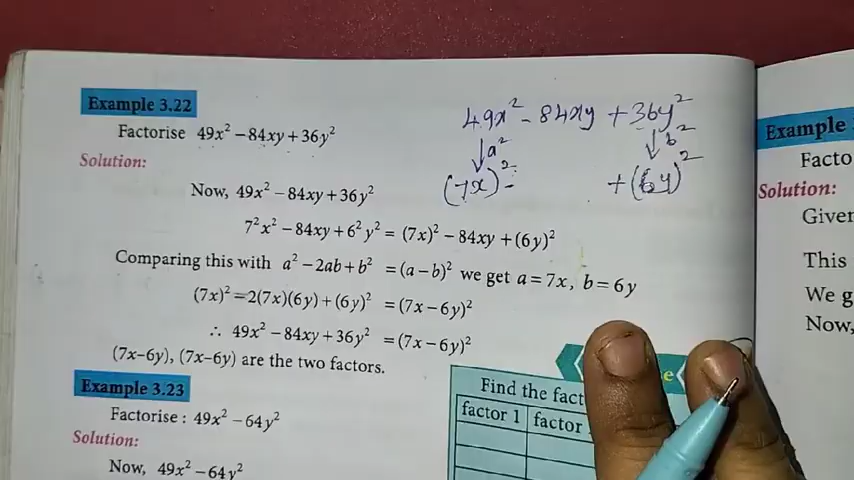 Example 3.22
Factorise 49x² – 84xy + 36y²
Solution:
Now, 49x² – 84xy + 36y²
7²x² – 84xy + 6²y² = (7x)² – 84xy + (6y)²
Comparing this with a² – 2ab + b² = (a – b)² we get a = 7x, b = 6y
(7x)² = 2(7x)(6y) + (6y)² = (7x – 6y)²
∴ 49x² – 84xy + 36y² = (7x – 6y)²
(7x–6y), (7x–6y) are the two factors.
Example 3.23
Factorise : 49x² – 64y²
Solution:
Now, 49x² – 64y²
49x² – 84xy + 36y²
↓a² ↓b²
(7x)² – + (6y)²
Find the fact
factor 1 factor
e
Example
Facto
Solution:
Given
This
We g
Now,